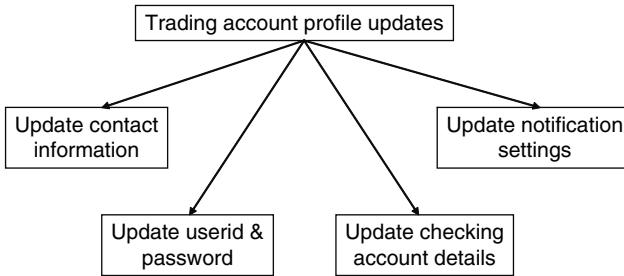 Trading account profile updates
Update contact
information
Update notification
settings
Update userid &
password
Update checking
account details